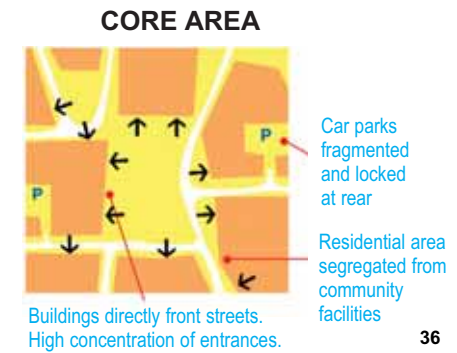 CORE AREA
P
P
Car parks
fragmented
and locked
at rear
Residential area
segregated from
community
facilities
Buildings directly front streets.
High concentration of entrances.
36